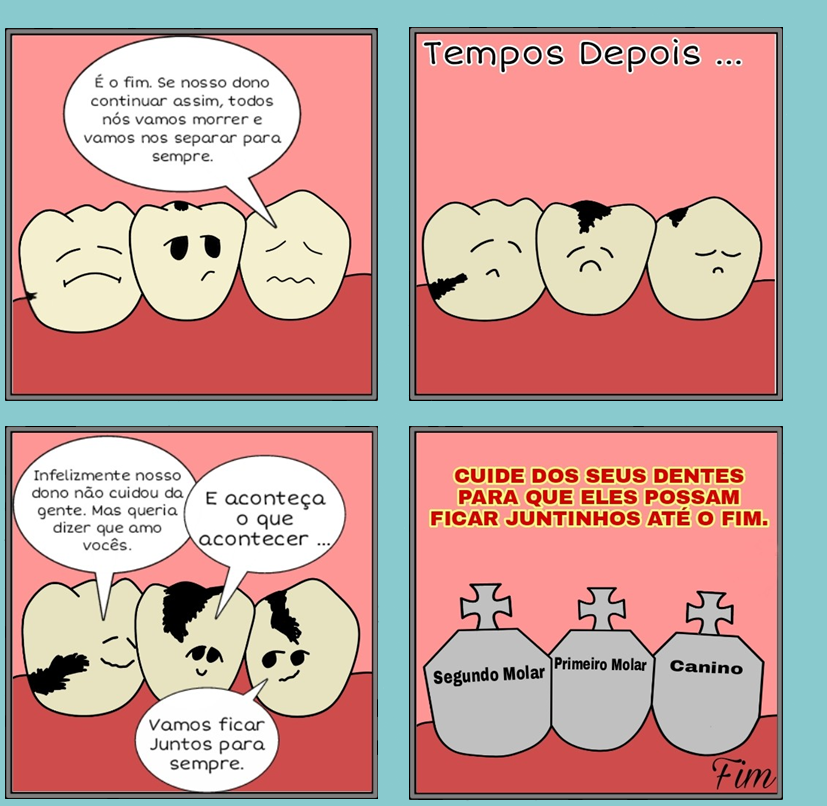 É o fim. Se nosso dono
continuar assim, todos
nós vamos morrer e
vamos nos separar para
sempre.
Tempos Depois ...
Infelizmente nosso
dono não cuidou da
gente. Mas queria
dizer que amo
vocês.
E aconteça
o que
acontecer ...
Vamos ficar
Juntos para
sempre.
CUIDE DOS SEUS DENTES
PARA QUE ELES POSSAM
FICAR JUNTINHOS ATÉ O FIM.
Segundo Molar
Primeiro Molar
Canino
Fim